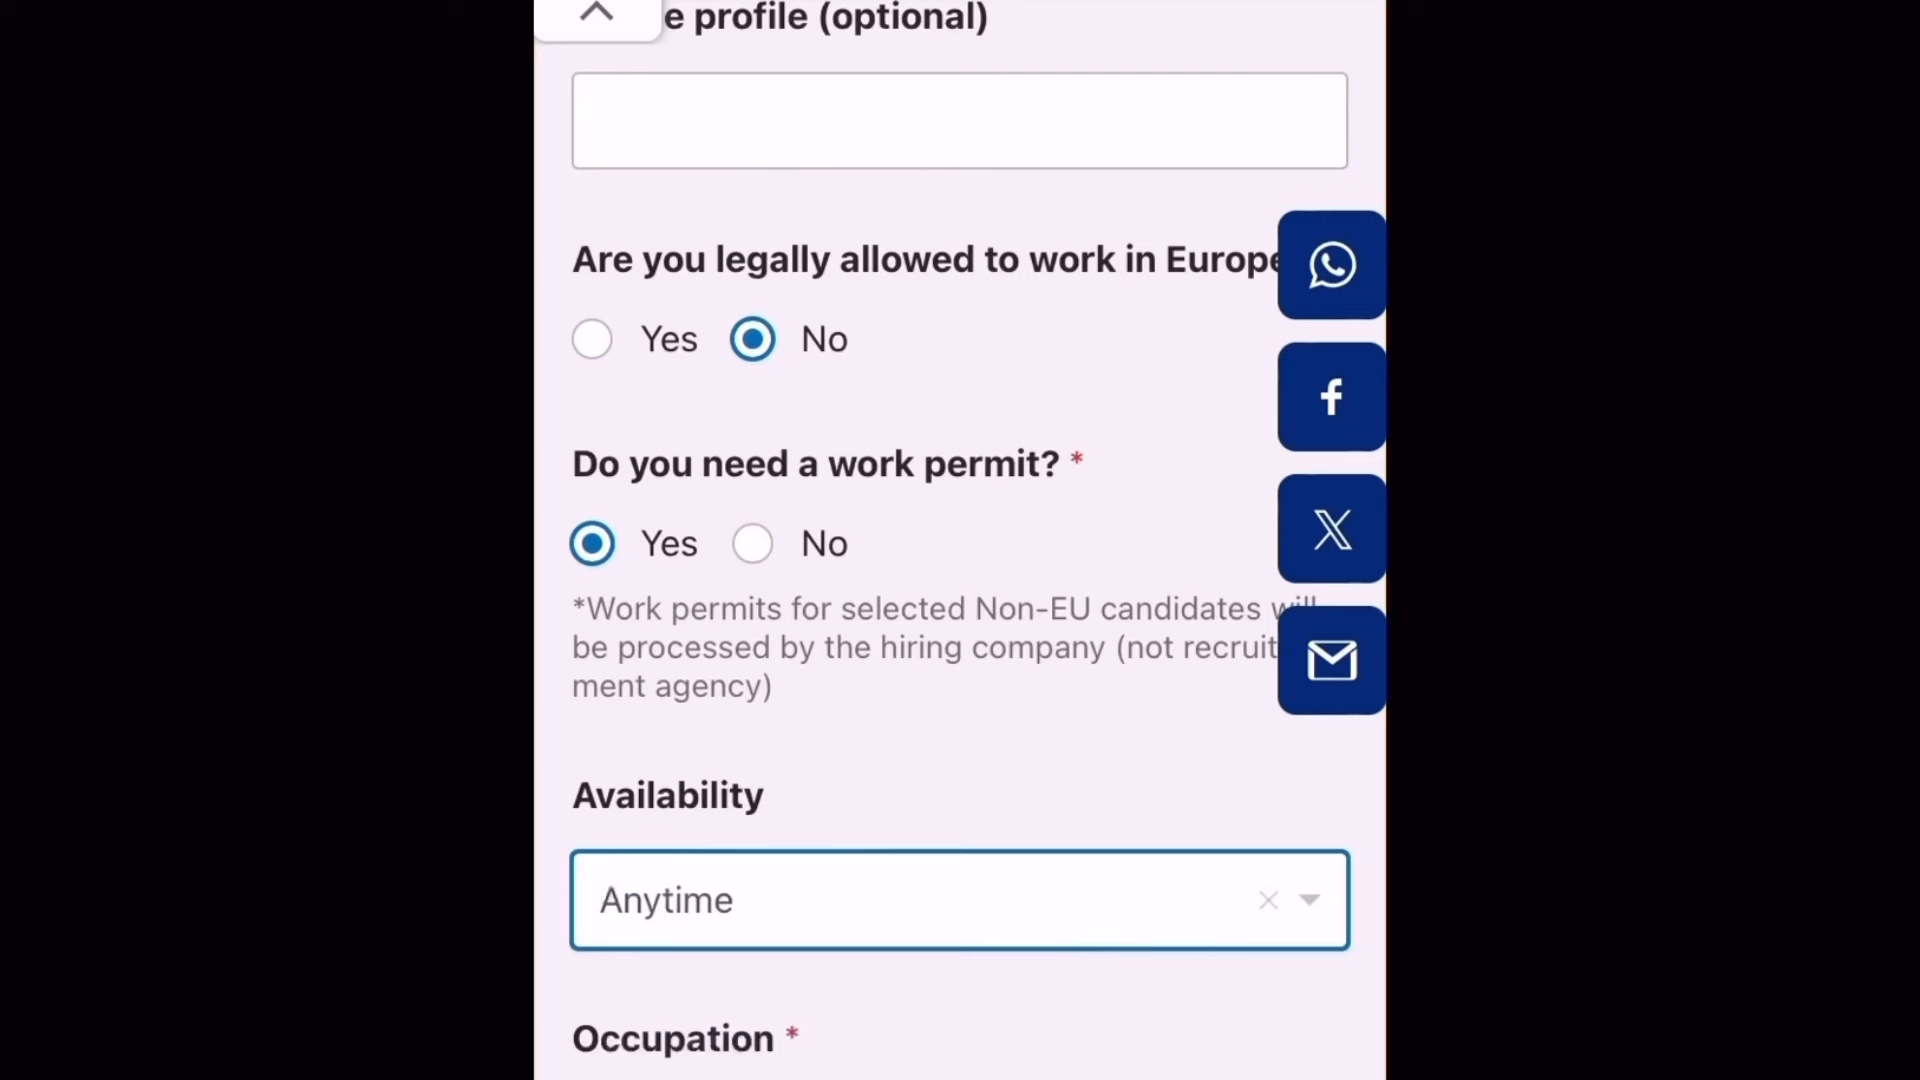 e profile (optional)
Are you legally allowed to work in Europe
Yes No
Do you need a work permit? *
Yes No
*Work permits for selected Non-EU candidates will
be processed by the hiring company (not recruit
ment agency)
Availability
Anytime
Occupation *